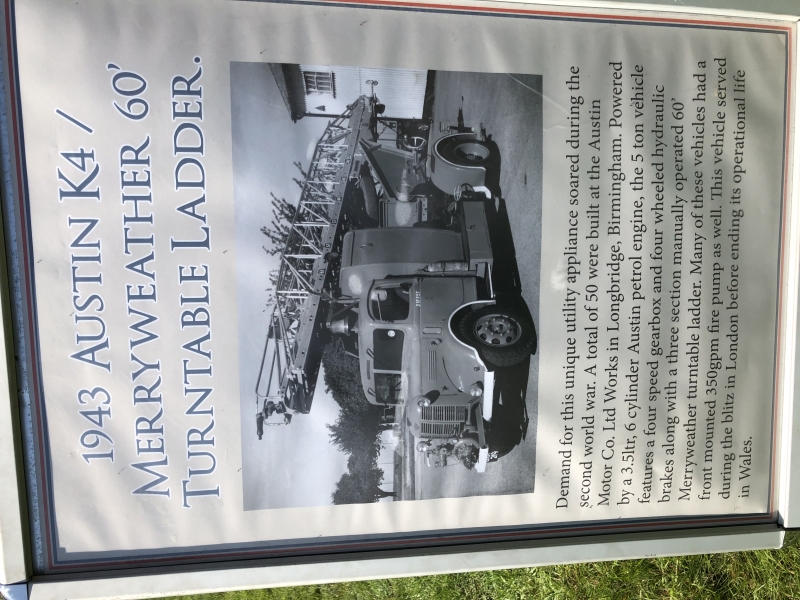 1943 AUSTIN K4 /
MERRYWEATHER 60'
TURNTABLE LADDER.
Demand for this unique utility appliance soared during the
second world war. A total of 50 were built at the Austin
Motor Co. Ltd Works in Longbridge, Birmingham. Powered
by a 3.5ltr, 6 cylinder Austin petrol engine, the 5 ton vehicle
features a four speed gearbox and four wheeled hydraulic
brakes along with a three section manually operated 60'
Merryweather turntable ladder. Many of these vehicles had a
front mounted 350gpm fire pump as well. This vehicle served
during the blitz in London before ending its operational life
in Wales.